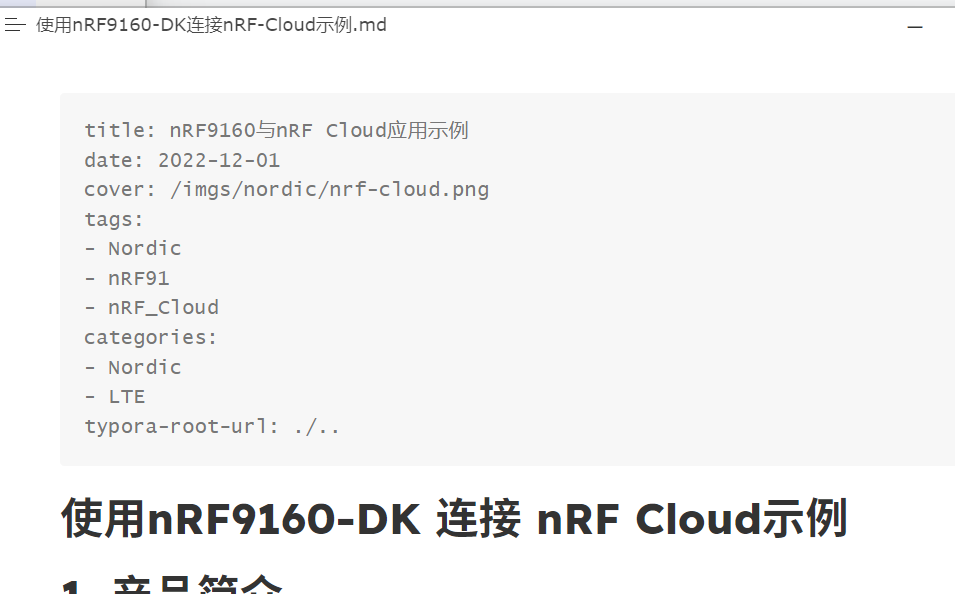 使用nRF9160-DK连接nRF-Cloud示例.md
title: nRF9160与nRF Cloud应用示例
date: 2022-12-01
cover: /imgs/nordic/nrf-cloud.png
tags:
- Nordic
- nRF91
- nRF_Cloud
categories:
- Nordic
- LTE
typora-root-url: ./..
使用nRF9160-DK 连接 nRF Cloud示例
1. 产品简介